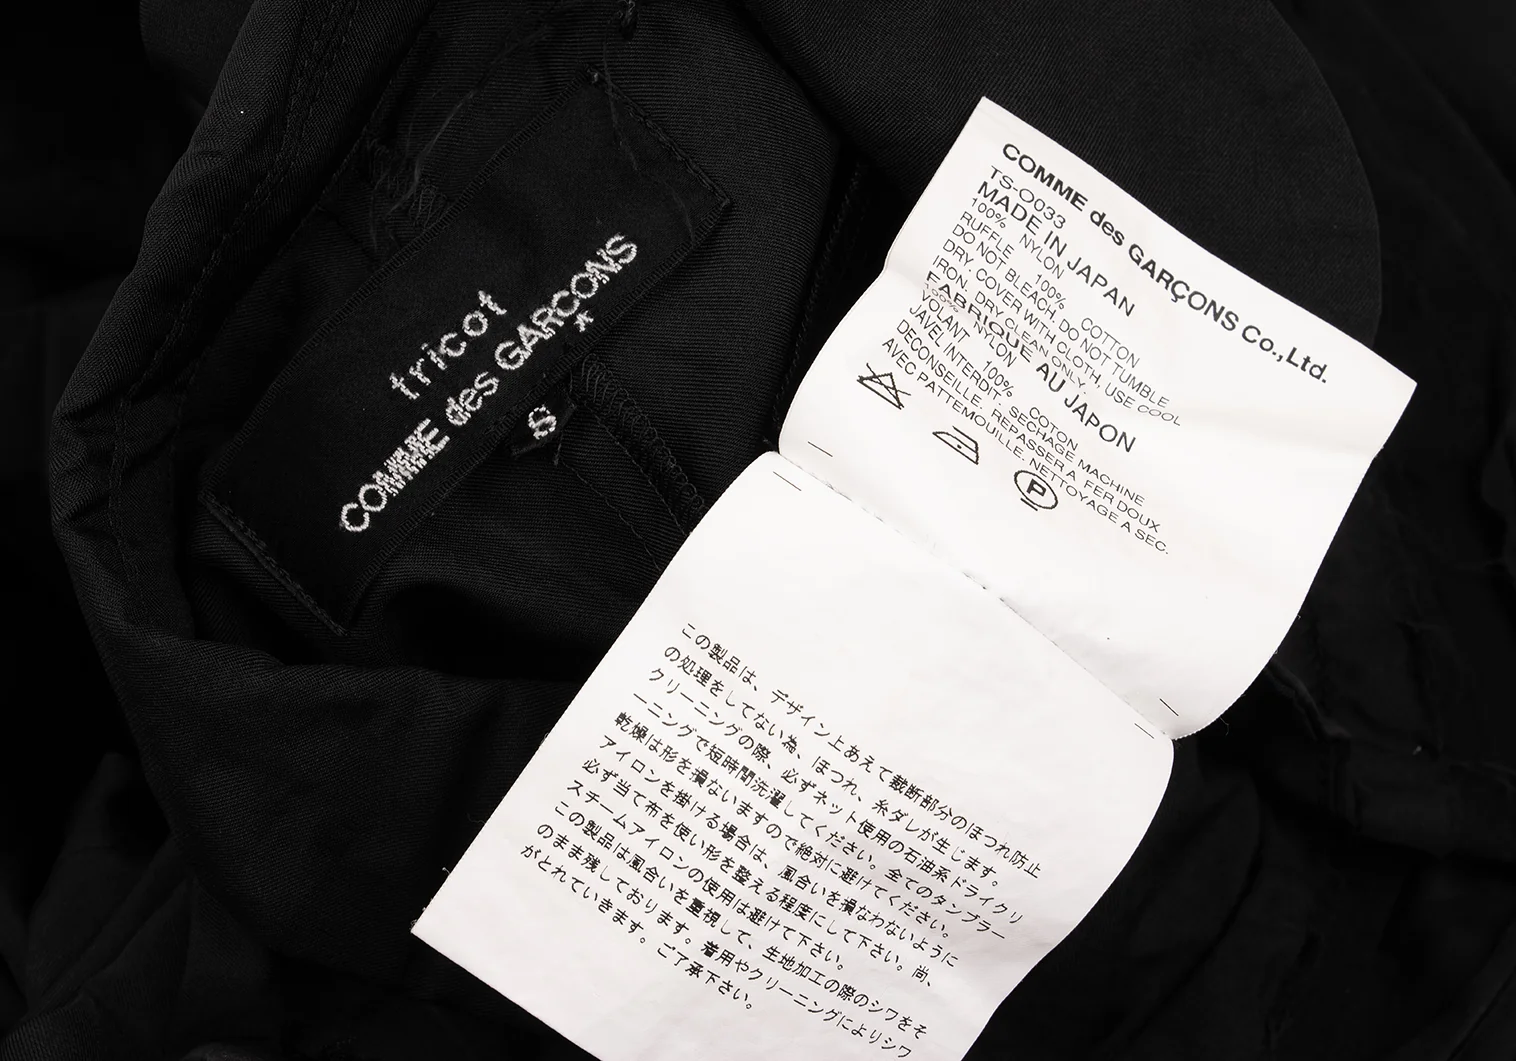 tricot
COMME des GARCONS
S
COMME des GARÇONS Co.,Ltd.
TS-O033
MADE IN JAPAN
100% NYLON
RUFFLE 100% COTTON
DO NOT BLEACH, DO NOT TUMBLE
DRY, COVER WITH CLOTH, USE COOL
IRON, DRY CLEAN ONLY.
FABRIQUE AU JAPON
100% NYLON
VOLANT 100% COTON
JAVEL INTERDIT. SECHAGE MACHINE
DECONSEILLE. REPASSER A FER DOUX
AVEC PATTEMOUILLE. NETTOYAGE A SEC.
P
この製品は、デザイン上あえて裁断部分のほつれ防止
の処理をしてない為、ほつれ、糸ダレが生じます。
クリーニングの際、必ずネット使用の石油系ドライクリ
ーニングで短時間洗濯してください。全てのタンブラー
乾燥は形を損ないますので絶対に避けてください。
アイロンを掛ける場合は、風合いを損なわないように
必ず当て布を使い形を整える程度にして下さい。尚、
スチームアイロンの使用は避けて下さい。
この製品は風合いを重視して、生地加工の際のシワをそ
のまま残しております。着用やクリーニングによりシワ
がとれていきます。ご了承下さい。